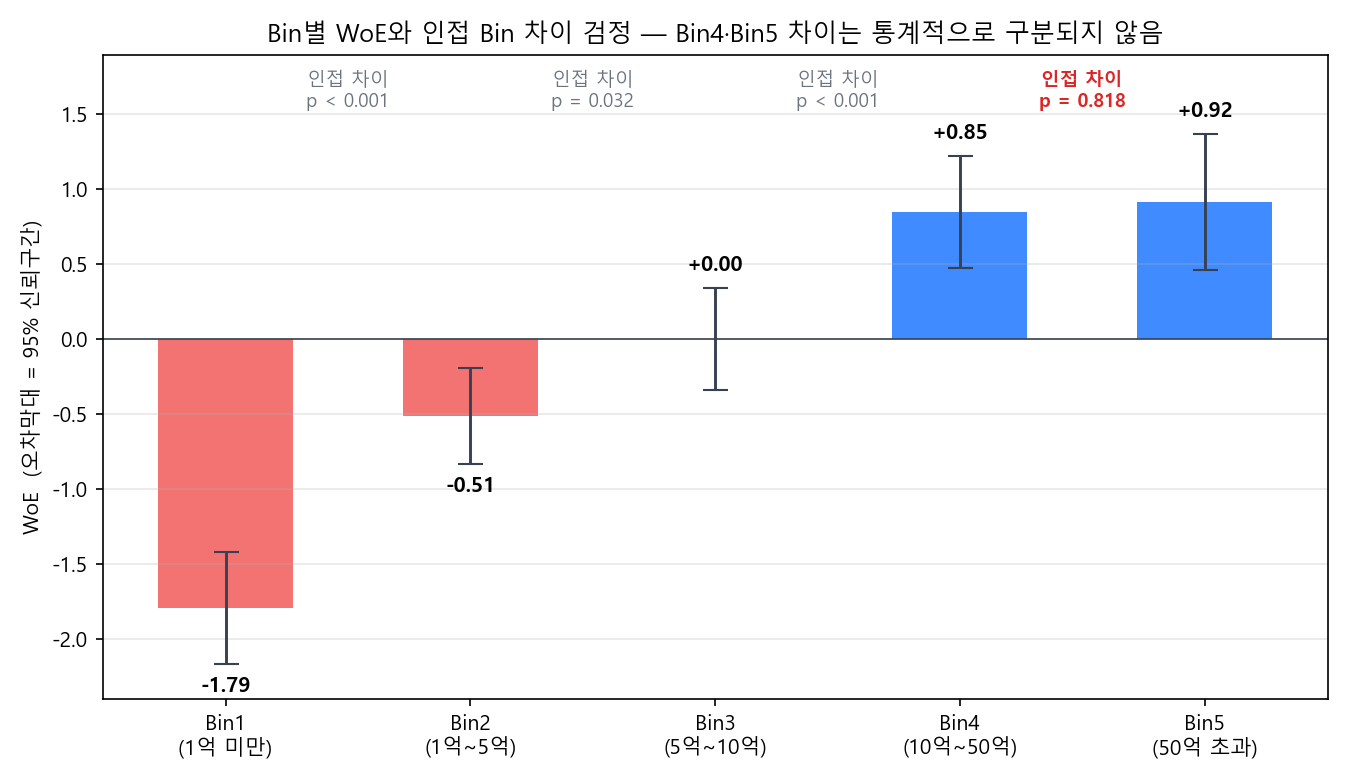 Bin별 WoE와 인접 Bin 차이 검정 — Bin4·Bin5 차이는 통계적으로 구분되지 않음
인접 차이
p < 0.001
인접 차이
p = 0.032
인접 차이
p < 0.001
인접 차이
p = 0.818
WoE (오차막대 = 95% 신뢰구간)
1.5
1.0
0.5
0.0
-0.5
-1.0
-1.5
-2.0
-1.79
-0.51
+0.00
+0.85
+0.92
Bin1
(1억 미만)
Bin2
(1억~5억)
Bin3
(5억~10억)
Bin4
(10억~50억)
Bin5
(50억 초과)